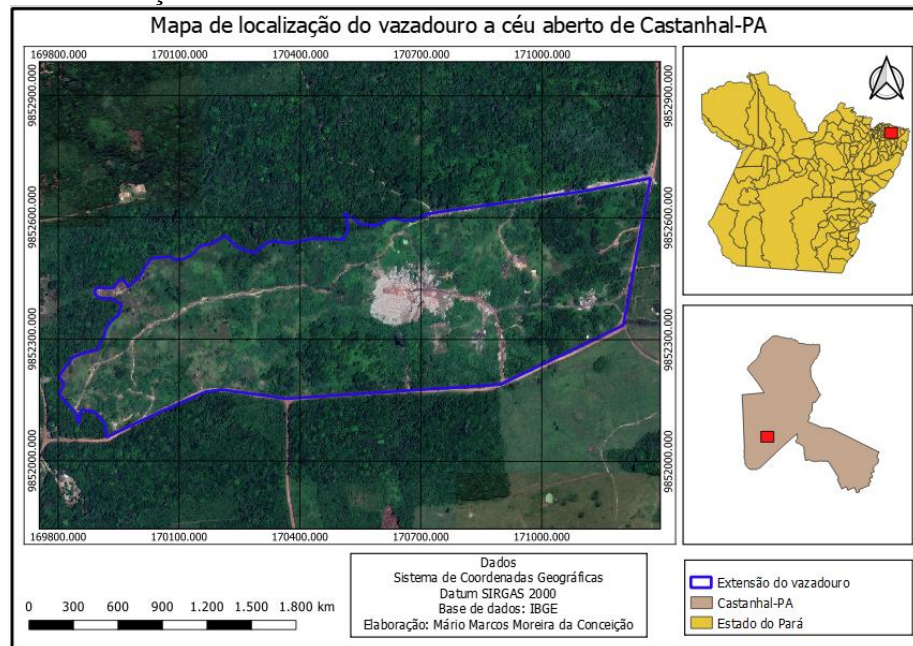 Mapa de localização do vazadouro a céu aberto de Castanhal-PA
169800.000 170100.000 170400.000 170700.000 171000.000
9852900.000 9852900.000
9852600.000 9852600.000
9852300.000 9852300.000
9852000.000 9852000.000
169800.000 170100.000 170400.000 170700.000 171000.000
0 300 600 900 1.200 1.500 1.800 km
Dados
Sistema de Coordenadas Geográficas
Datum SIRGAS 2000
Base de dados: IBGE
Elaboração: Mário Marcos Moreira da Conceição
Extensão do vazadouro
Castanhal-PA
Estado do Pará